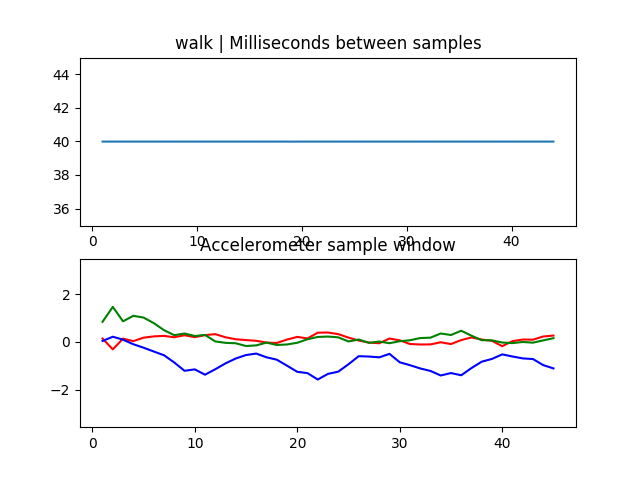 walk | Milliseconds between samples
44
42
40
38
36
0 10 20 30 40
Accelerometer sample window
2
0
−2
0 10 20 30 40